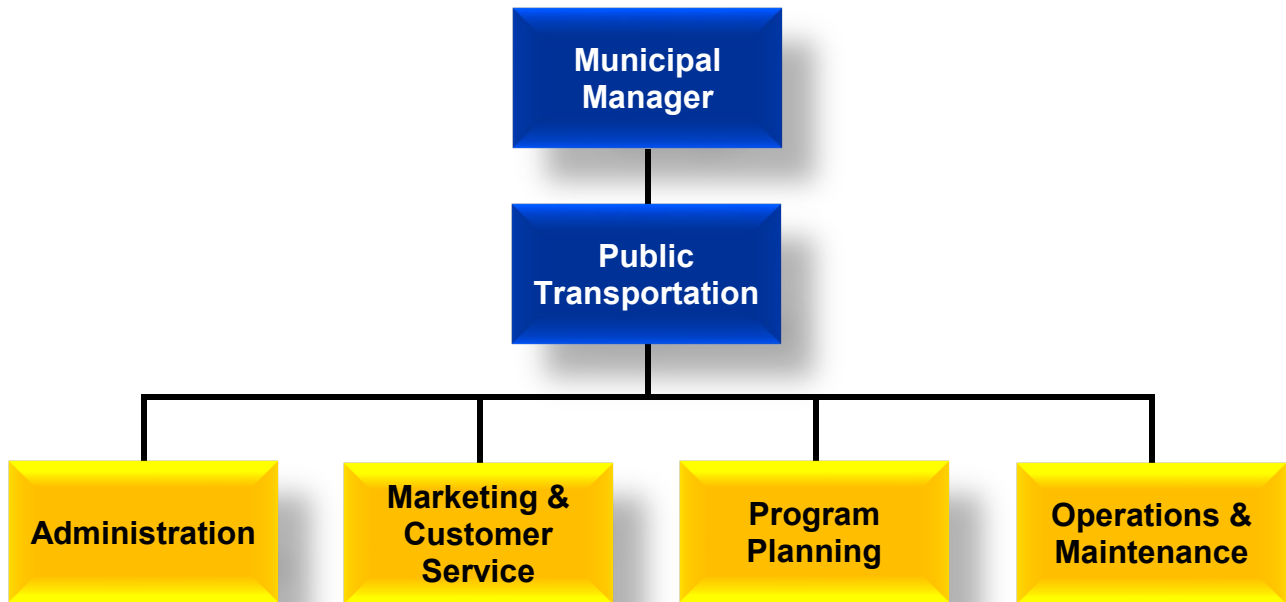 Municipal
Manager
Public
Transportation
Administration
Marketing &
Customer
Service
Program
Planning
Operations &
Maintenance